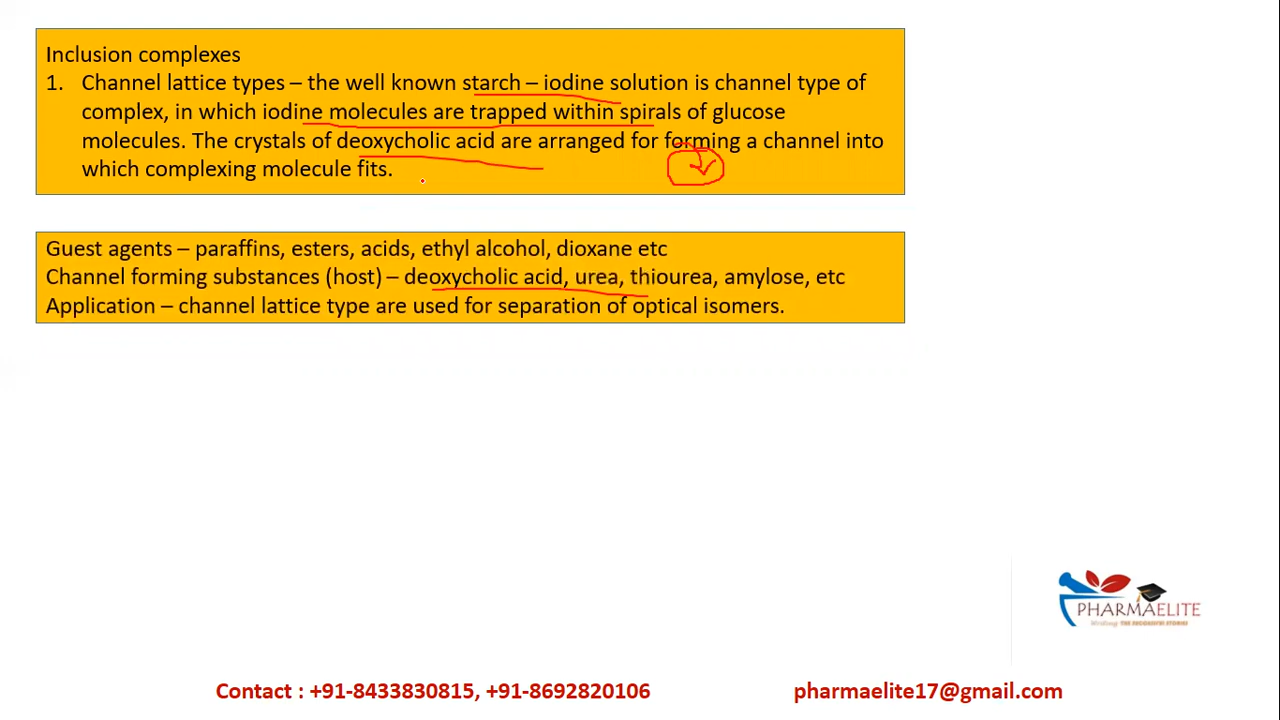 Inclusion complexes
1. Channel lattice types – the well known starch – iodine solution is channel type of
complex, in which iodine molecules are trapped within spirals of glucose
molecules. The crystals of deoxycholic acid are arranged for forming a channel into
which complexing molecule fits.
Guest agents – paraffins, esters, acids, ethyl alcohol, dioxane etc
Channel forming substances (host) – deoxycholic acid, urea, thiourea, amylose, etc
Application – channel lattice type are used for separation of optical isomers.
PHARMAELITE
Contact : +91-8433830815, +91-8692820106
pharmaelite17@gmail.com